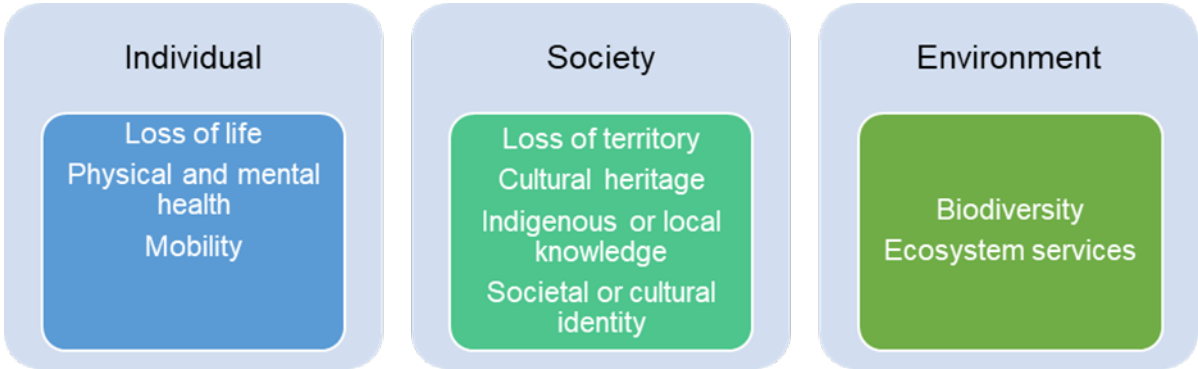 Individual
Loss of life
Physical and mental
health
Mobility
Society
Loss of territory
Cultural heritage
Indigenous or local
knowledge
Societal or cultural
identity
Environment
Biodiversity
Ecosystem services